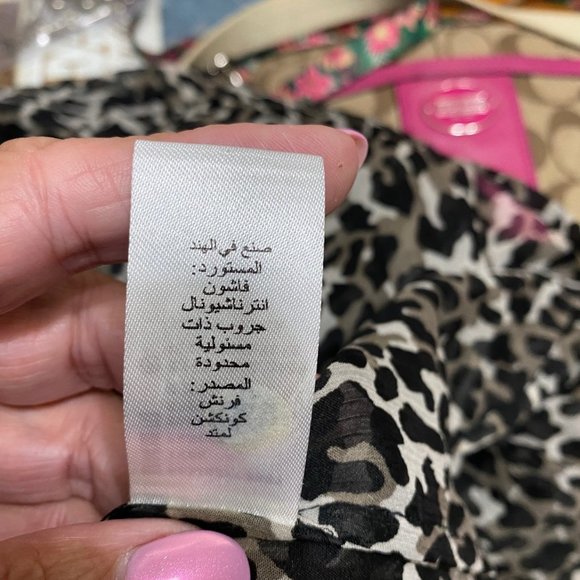 صنع في الهند
المستورد:
فاشون
انترناشيونال
جروب ذات
مسئولية
محدودة
المصدر:
فرنش
كونكشن
لمتد